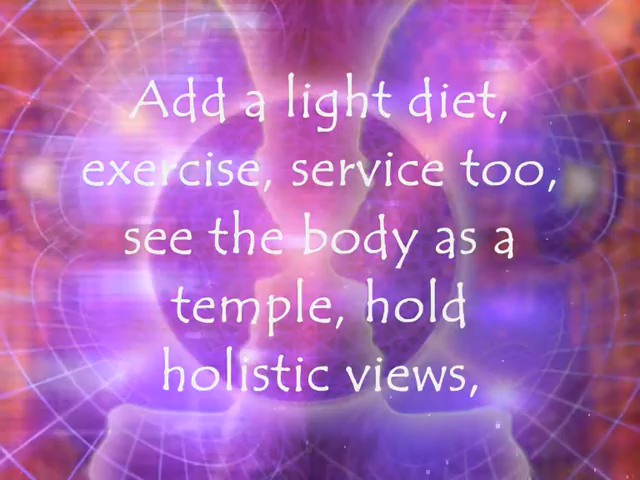 Add a light diet,
exercise, service too,
see the body as a
temple, hold
holistic views,